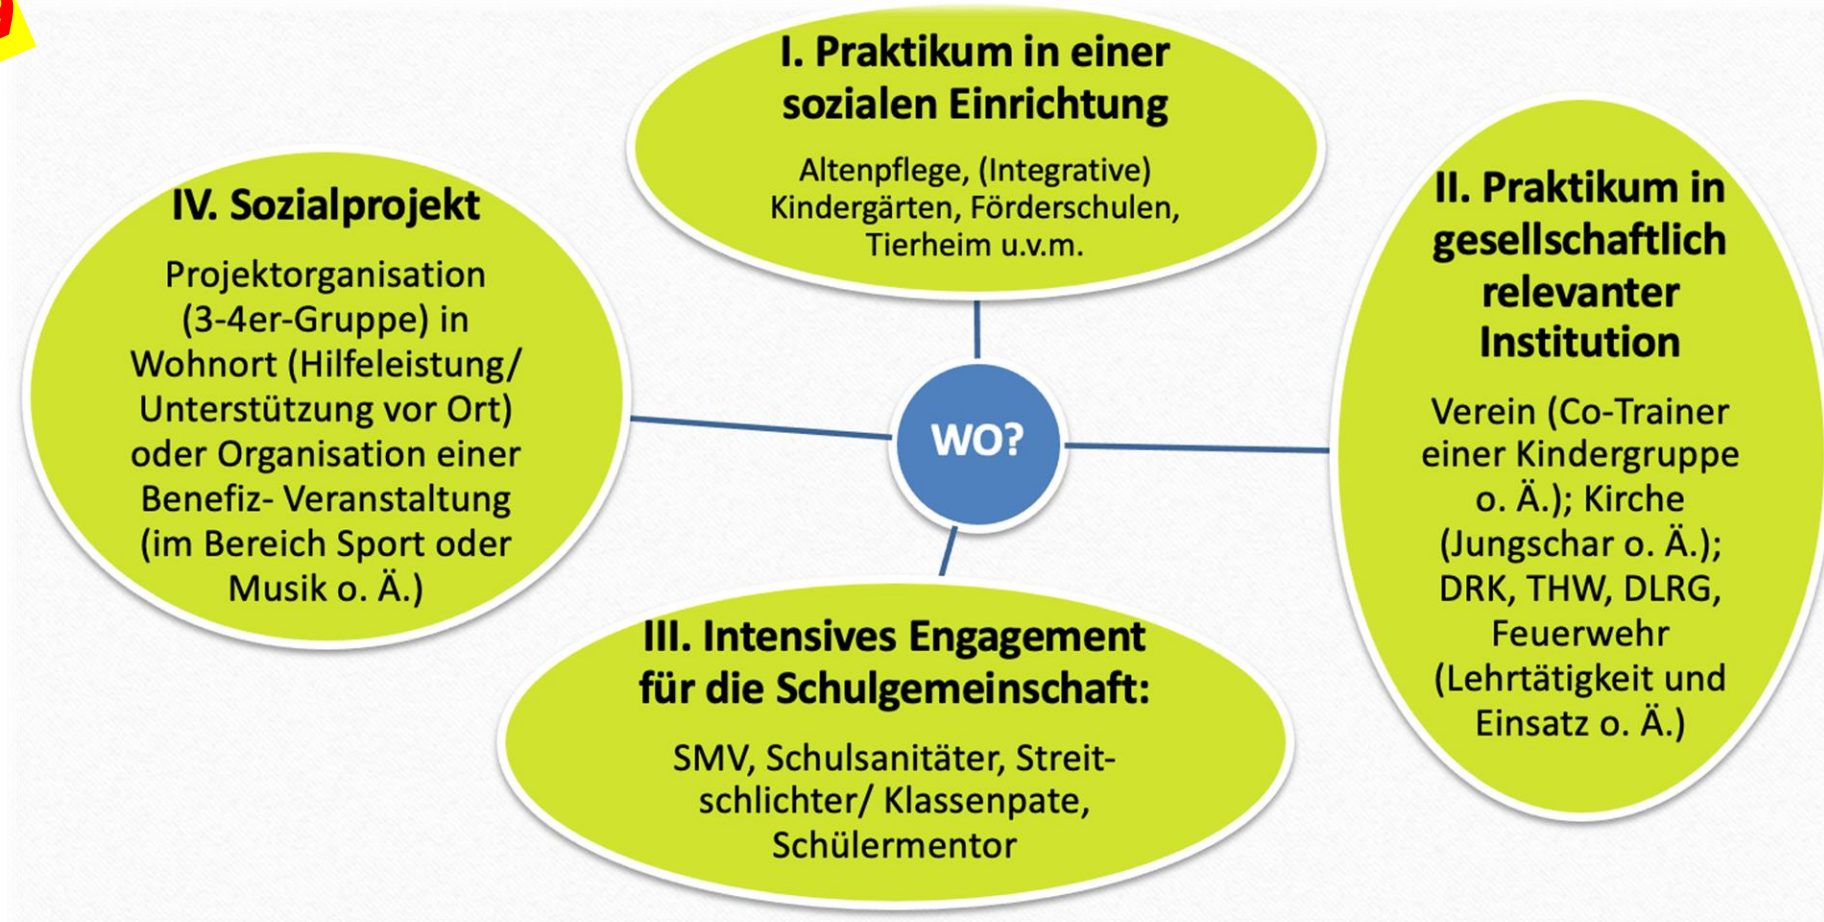 I. Praktikum in einer
sozialen Einrichtung
Altenpflege, (Integrative)
Kindergärten, Förderschulen,
Tierheim u.v.m.
II. Praktikum in
gesellschaftlich
relevanter
Institution
Verein (Co-Trainer
einer Kindergruppe
o. Ä.); Kirche
(Jungschar o. Ä.);
DRK, THW, DLRG,
Feuerwehr
(Lehrtätigkeit und
Einsatz o. Ä.)
III. Intensives Engagement
für die Schulgemeinschaft:
SMV, Schulsanitäter, Streit-
schlichter/ Klassenpate,
Schülermentor
IV. Sozialprojekt
Projektorganisation
(3-4er-Gruppe) in
Wohnort (Hilfeleistung/
Unterstützung vor Ort)
oder Organisation einer
Benefiz- Veranstaltung
(im Bereich Sport oder
Musik o. Ä.)
WO?